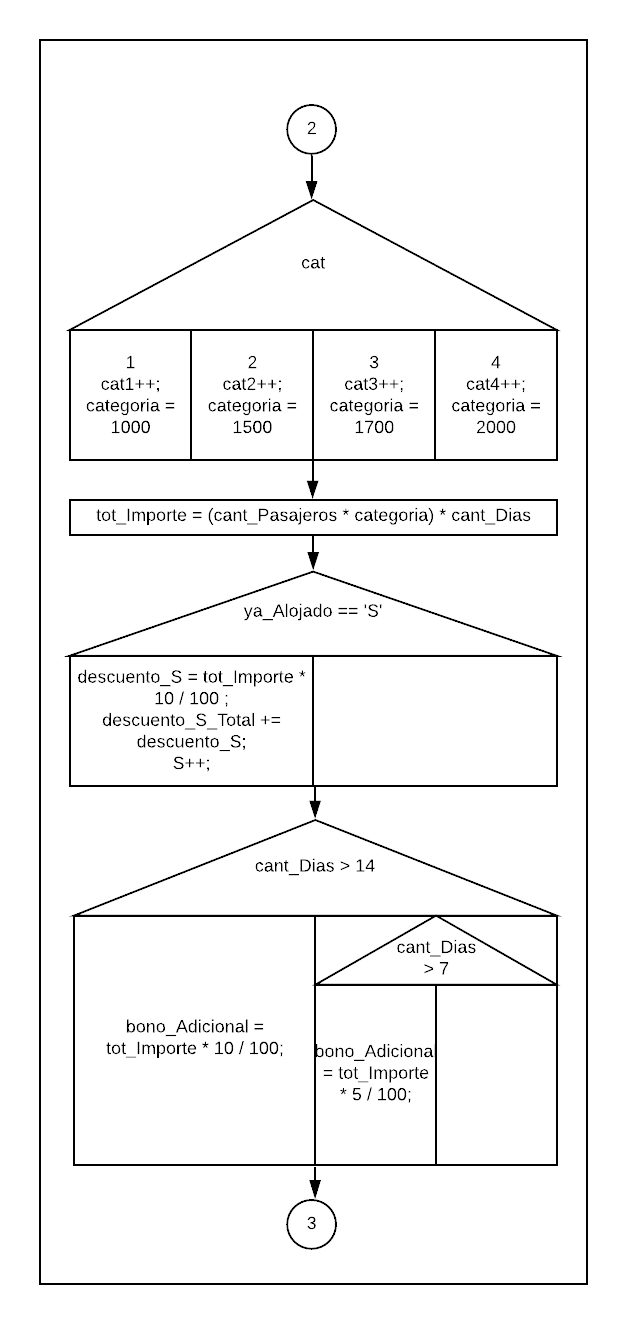 2
cat
1
cat1++;
categoria =
1000
2
cat2++;
categoria =
1500
3
cat3++;
categoria =
1700
4
cat4++;
categoria =
2000
tot_Importe = (cant_Pasajeros * categoria) * cant_Dias
ya_Alojado == 'S'
descuento_S = tot_Importe *
10 / 100 ;
descuento_S_Total +=
descuento_S;
S++;
cant_Dias > 14
bono_Adicional =
tot_Importe * 10 / 100;
cant_Dias
> 7
bono_Adicional
= tot_Importe
* 5 / 100;
3